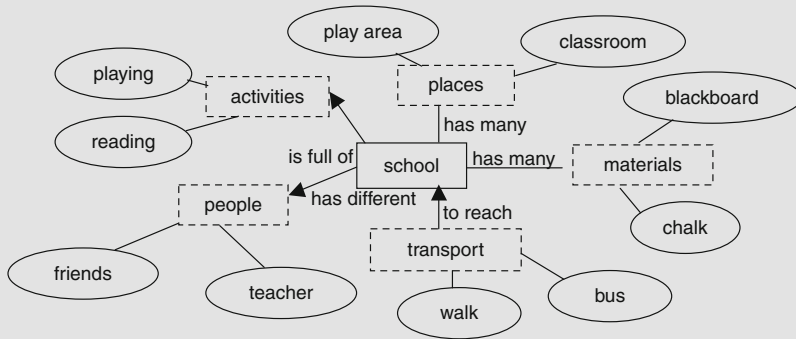 play area
classroom
playing
places
activities
blackboard
reading
has many
is full of
school
has many
materials
people
has different
to reach
chalk
transport
friends
teacher
walk
bus